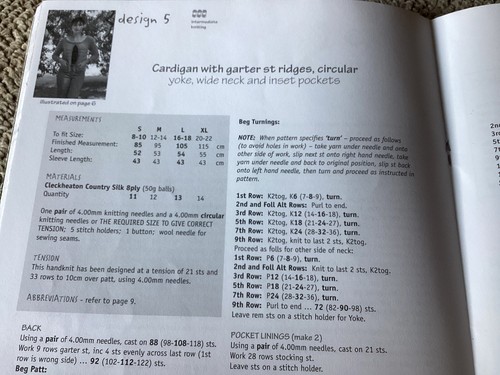 design 5
intermediate
knitting
Cardigan with garter st ridges, circular
yoke, wide neck and inset pockets
illustrated on page 6
MEASUREMENTS
S M L XL
To fit Size: 8-10 12-14 16-18 20-22
Finished Measurement: 85 95 105 115 cm
Length: 52 53 54 55 cm
Sleeve Length: 43 43 43 43 cm
MATERIALS
Cleckheaton Country Silk 8ply (50g balls)
Quantity 11 12 13 14
One pair of 4.00mm knitting needles and a 4.00mm circular
knitting needles or THE REQUIRED SIZE TO GIVE CORRECT
TENSION; 5 stitch holders; 1 button; wool needle for
sewing seams.
TENSION
This handknit has been designed at a tension of 21 sts and
33 rows to 10cm over patt, using 4.00mm needles.
ABBREVIATIONS - refer to page 9.
BACK
Using a pair of 4.00mm needles, cast on 88 (98-108-118) sts.
Work 9 rows garter st, inc 4 sts evenly across last row (1st
row is wrong side) ... 92 (102-112-122) sts.
Beg Patt:
Beg Turnings:
NOTE: When pattern specifies 'turn' – proceed as follows
(to avoid holes in work) – take yarn under needle and onto
other side of work, slip next st onto right hand needle, take
yarn under needle and back to original position, slip st back
onto left hand needle, then turn and proceed as instructed in
pattern.
1st Row: K2tog, K6 (7-8-9), turn.
2nd and Foll Alt Rows: Purl to end.
3rd Row: K2tog, K12 (14-16-18), turn.
5th Row: K2tog, K18 (21-24-27), turn.
7th Row: K2tog, K24 (28-32-36), turn.
9th Row: K2tog, knit to last 2 sts, K2tog.
Proceed as folls for other side of neck:
1st Row: P6 (7-8-9), turn.
2nd and Foll Alt Rows: Knit to last 2 sts, K2tog.
3rd Row: P12 (14-16-18), turn.
5th Row: P18 (21-24-27), turn.
7th Row: P24 (28-32-36), turn.
9th Row: Purl to end ... 72 (82-90-98) sts.
Leave rem sts on a stitch holder for Yoke.
POCKET LININGS (make 2)
Using a pair of 4.00mm needles, cast on 21 sts.
Work 28 rows stocking st.
Leave sts on a stitch holder.